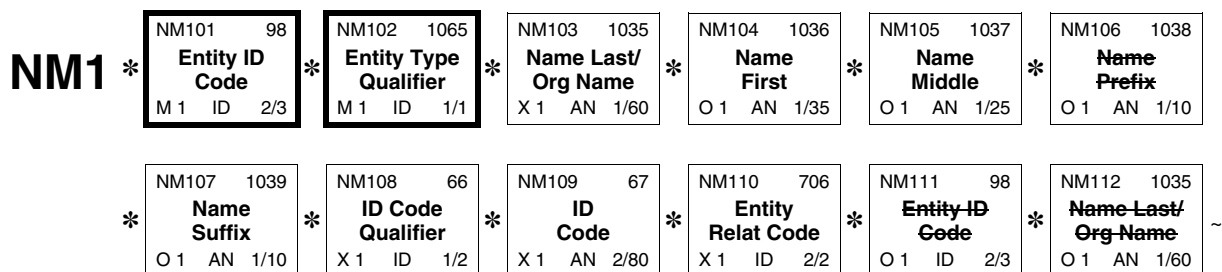 NM1 * NM101 98 * NM102 1065 * NM103 1035 * NM104 1036 * NM105 1037 * NM106 1038
Entity ID Entity Type Name Last/ Name Name Name
Code Qualifier Org Name First Middle Prefix
M 1 ID 2/3 M 1 ID 1/1 X 1 AN 1/60 O 1 AN 1/35 O 1 AN 1/25 O 1 AN 1/10
* NM107 1039 * NM108 66 * NM109 67 * NM110 706 * NM111 98 * NM112 1035 ~
Name ID Code ID Entity Entity ID Name Last/
Suffix Qualifier Code Relat Code Code Org Name
O 1 AN 1/10 X 1 ID 1/2 X 1 AN 2/80 X 1 ID 2/2 O 1 ID 2/3 O 1 AN 1/60